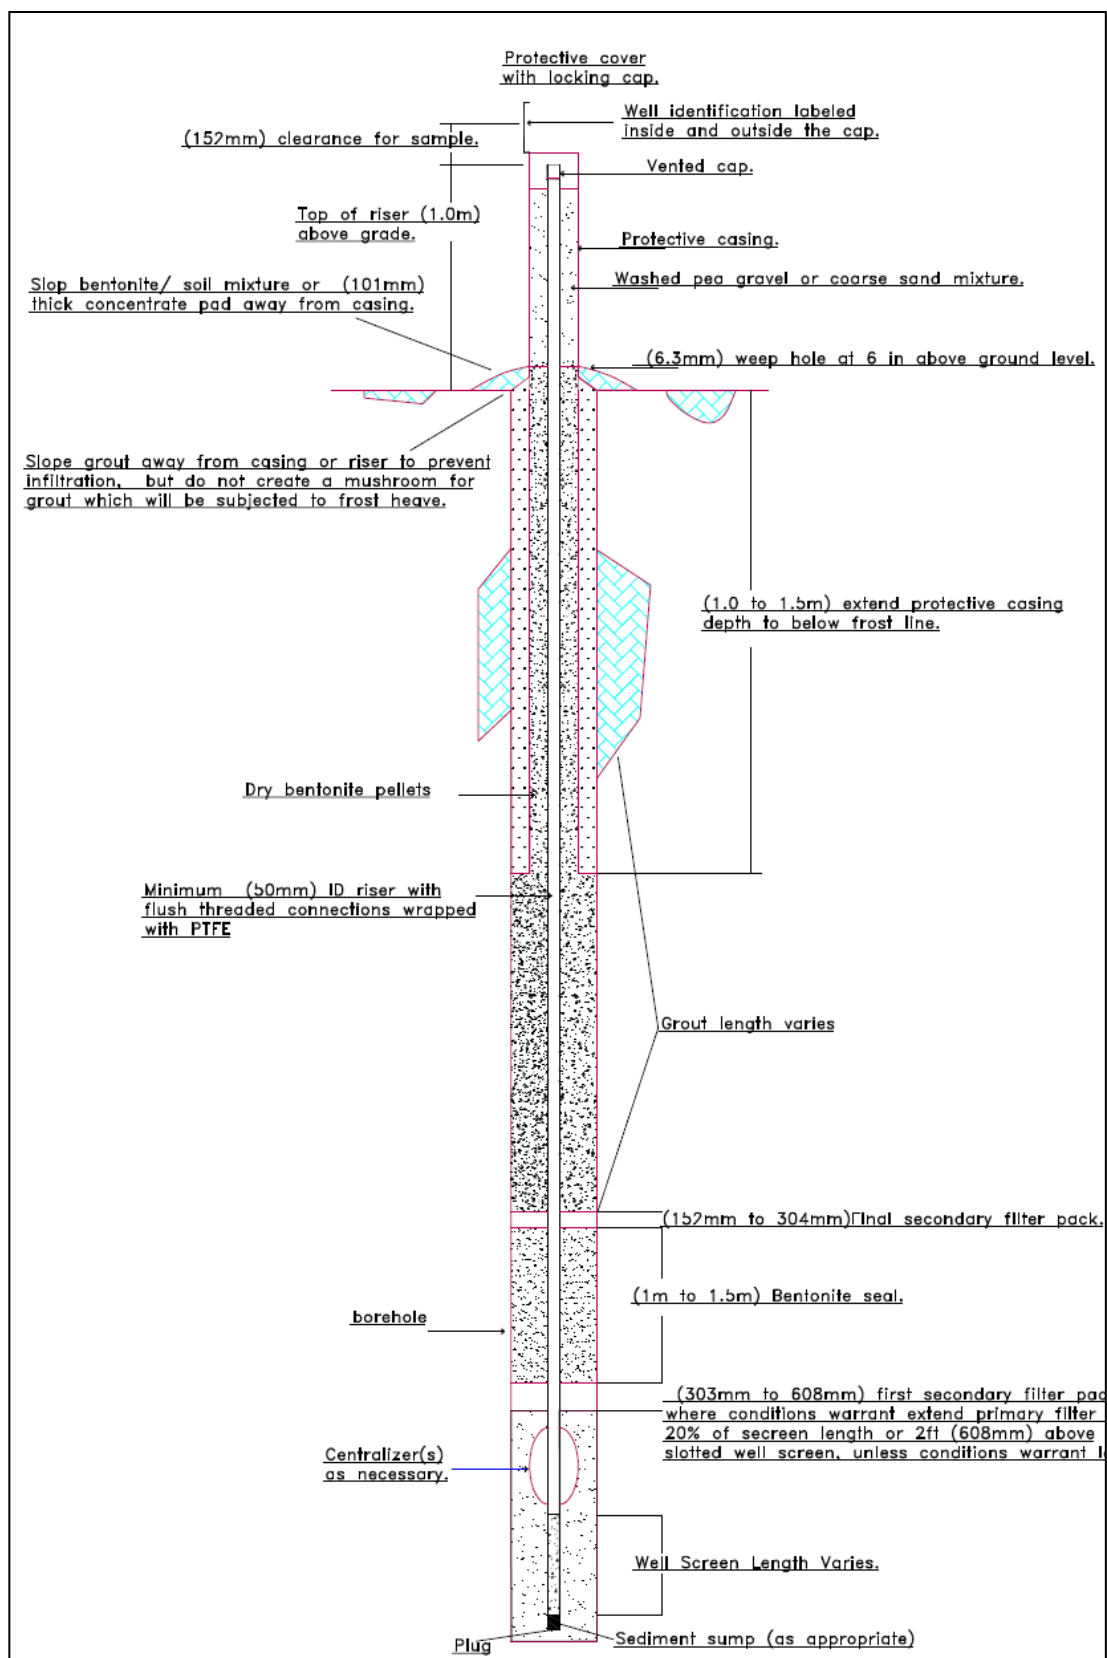 Protective cover
with locking cap.
Well identification labeled
inside and outside the cap.
(152mm) clearance for sample.
Vented cap.
Top of riser (1.0m)
above grade.
Protective casing.
Slop bentonite/ soil mixture or (101mm)
thick concentrate pad away from casing.
Washed pea gravel or coarse sand mixture.
(6.3mm) weep hole at 6 in above ground level.
Slope grout away from casing or riser to prevent
infiltration, but do not create a mushroom for
grout which will be subjected to frost heave.
(1.0 to 1.5m) extend protective casing
depth to below frost line.
Dry bentonite pellets
Minimum (50mm) ID riser with
flush threaded connections wrapped
with PTFE
Grout length varies
(152mm to 304mm)Final secondary filter pack.
(1m to 1.5m) Bentonite seal.
borehole
(303mm to 608mm) first secondary filter pac
where conditions warrant extend primary filter
20% of secreen length or 2ft (608mm) above
slotted well screen, unless conditions warrant
Centralizer(s)
as necessary.
Well Screen Length Varies.
Sediment sump (as appropriate)
Plug